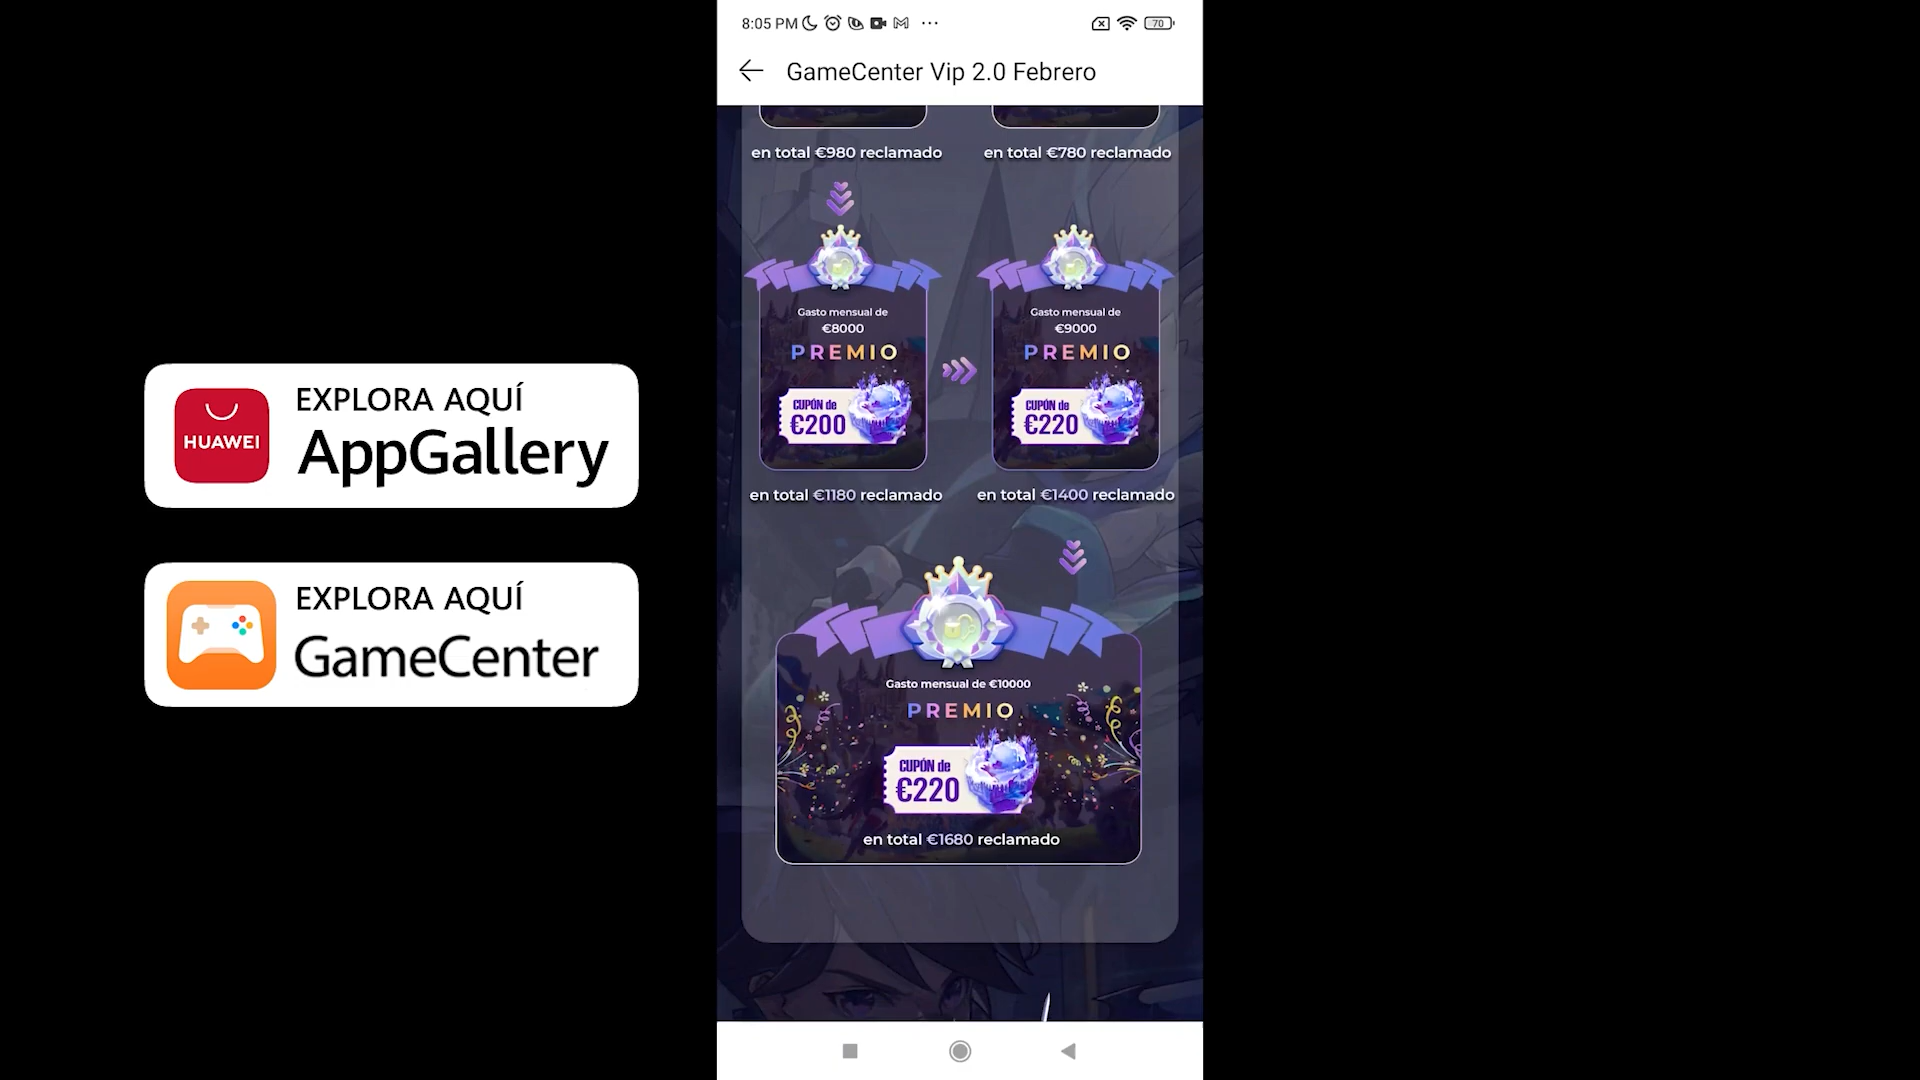 8:05 PM
70
GameCenter Vip 2.0 Febrero
en total €980 reclamado
en total €780 reclamado
Gasto mensual de
€8000
PREMIO
CUPÓN de
€200
en total €1180 reclamado
Gasto mensual de
€9000
PREMIO
CUPÓN de
€220
en total €1400 reclamado
Gasto mensual de €10000
PREMIO
CUPÓN de
€220
en total €1680 reclamado
HUAWEI
EXPLORA AQUÍ
AppGallery
EXPLORA AQUÍ
GameCenter